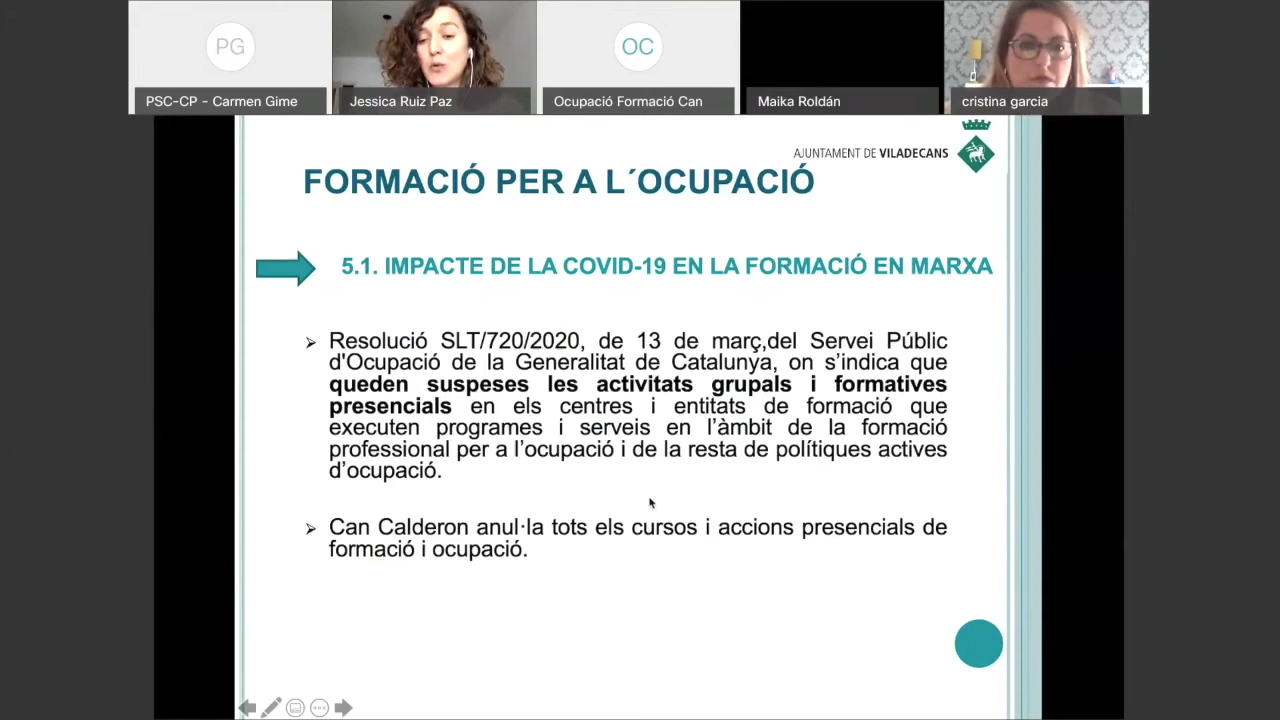 PG
OC
PSC-CP - Carmen Gime
Jessica Ruiz Paz
Ocupació Formació Can
Maika Roldán
cristina garcia
AJUNTAMENT DE VILADECANS
FORMACIÓ PER A L´OCUPACIÓ
5.1. IMPACTE DE LA COVID-19 EN LA FORMACIÓ EN MARXA
Resolució SLT/720/2020, de 13 de març,del Servei Públic
d'Ocupació de la Generalitat de Catalunya, on s’indica que
queden suspeses les activitats grupals i formatives
presencials en els centres i entitats de formació que
executen programes i serveis en l’àmbit de la formació
professional per a l’ocupació i de la resta de polítiques actives
d’ocupació.
Can Calderon anul·la tots els cursos i accions presencials de
formació i ocupació.